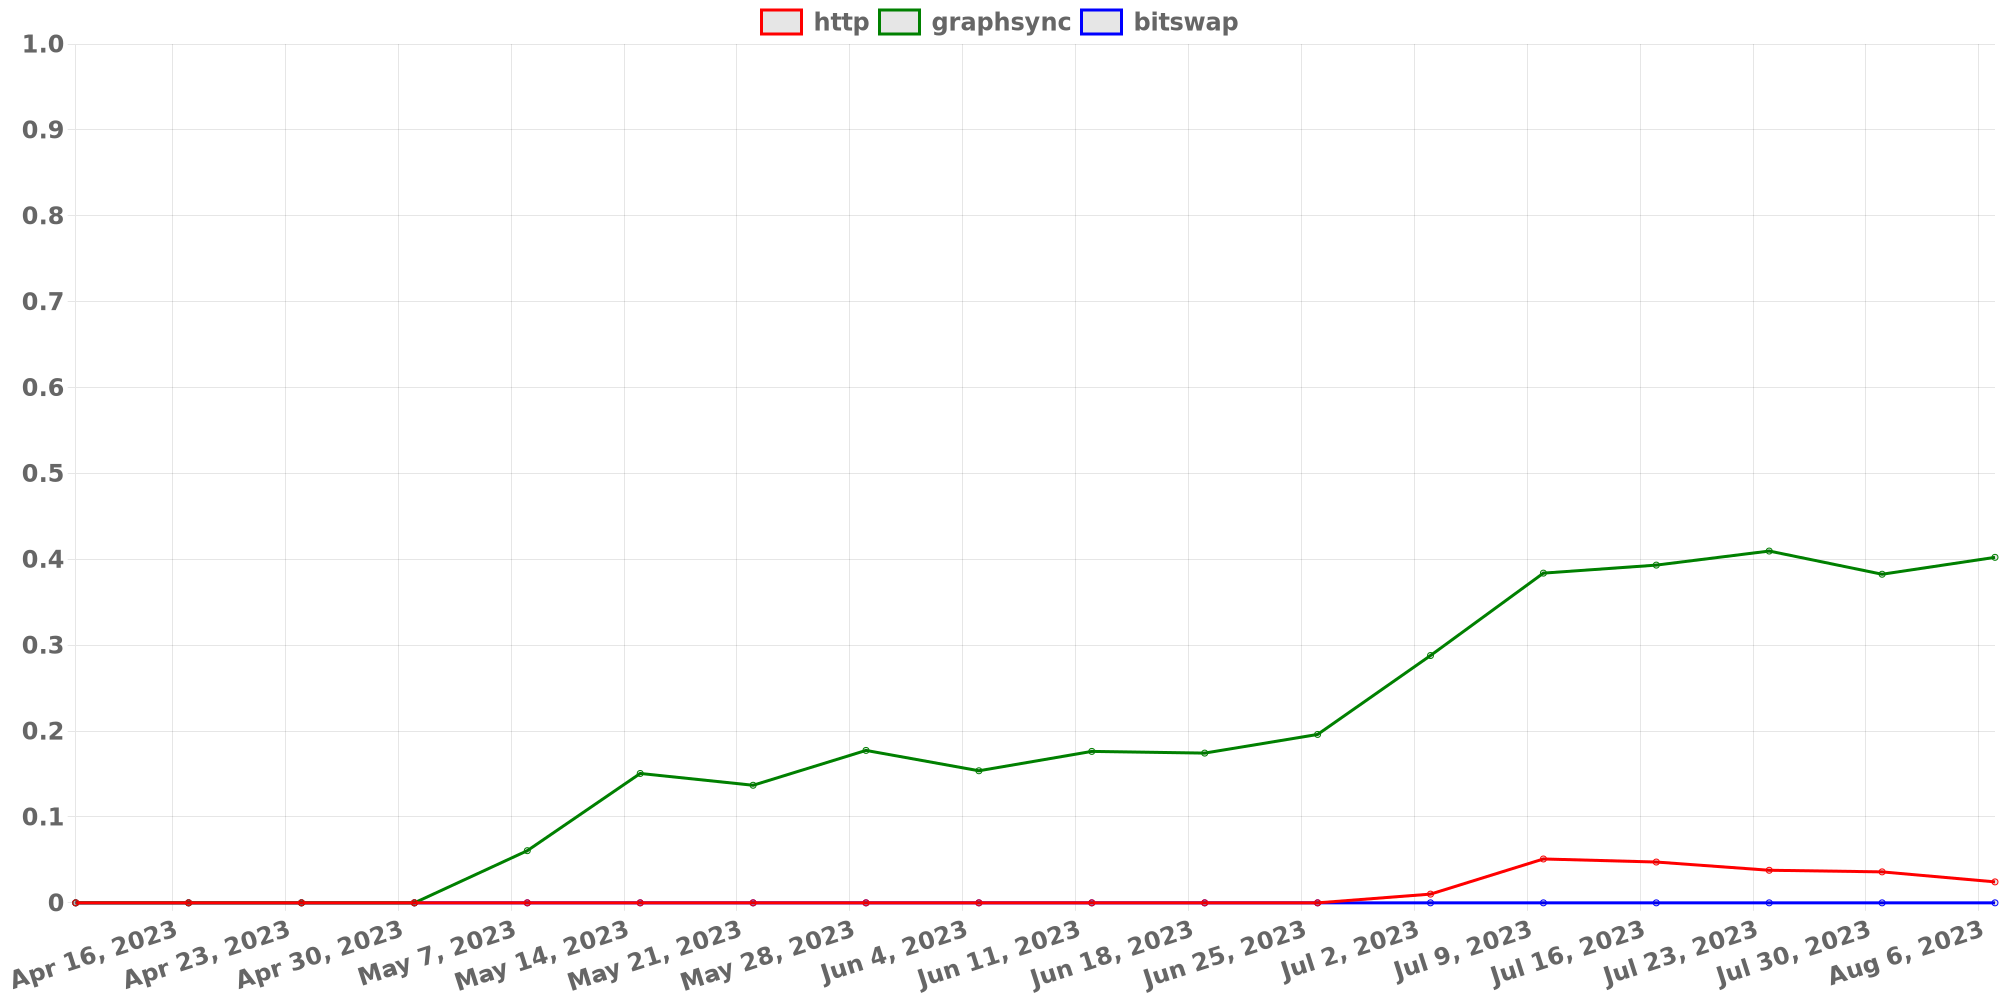 http graphsync bitswap
1.0
0.9
0.8
0.7
0.6
0.5
0.4
0.3
0.2
0.1
0
Apr 16, 2023
Apr 23, 2023
Apr 30, 2023
May 7, 2023
May 14, 2023
May 21, 2023
May 28, 2023
Jun 4, 2023
Jun 11, 2023
Jun 18, 2023
Jun 25, 2023
Jul 2, 2023
Jul 9, 2023
Jul 16, 2023
Jul 23, 2023
Jul 30, 2023
Aug 6, 2023